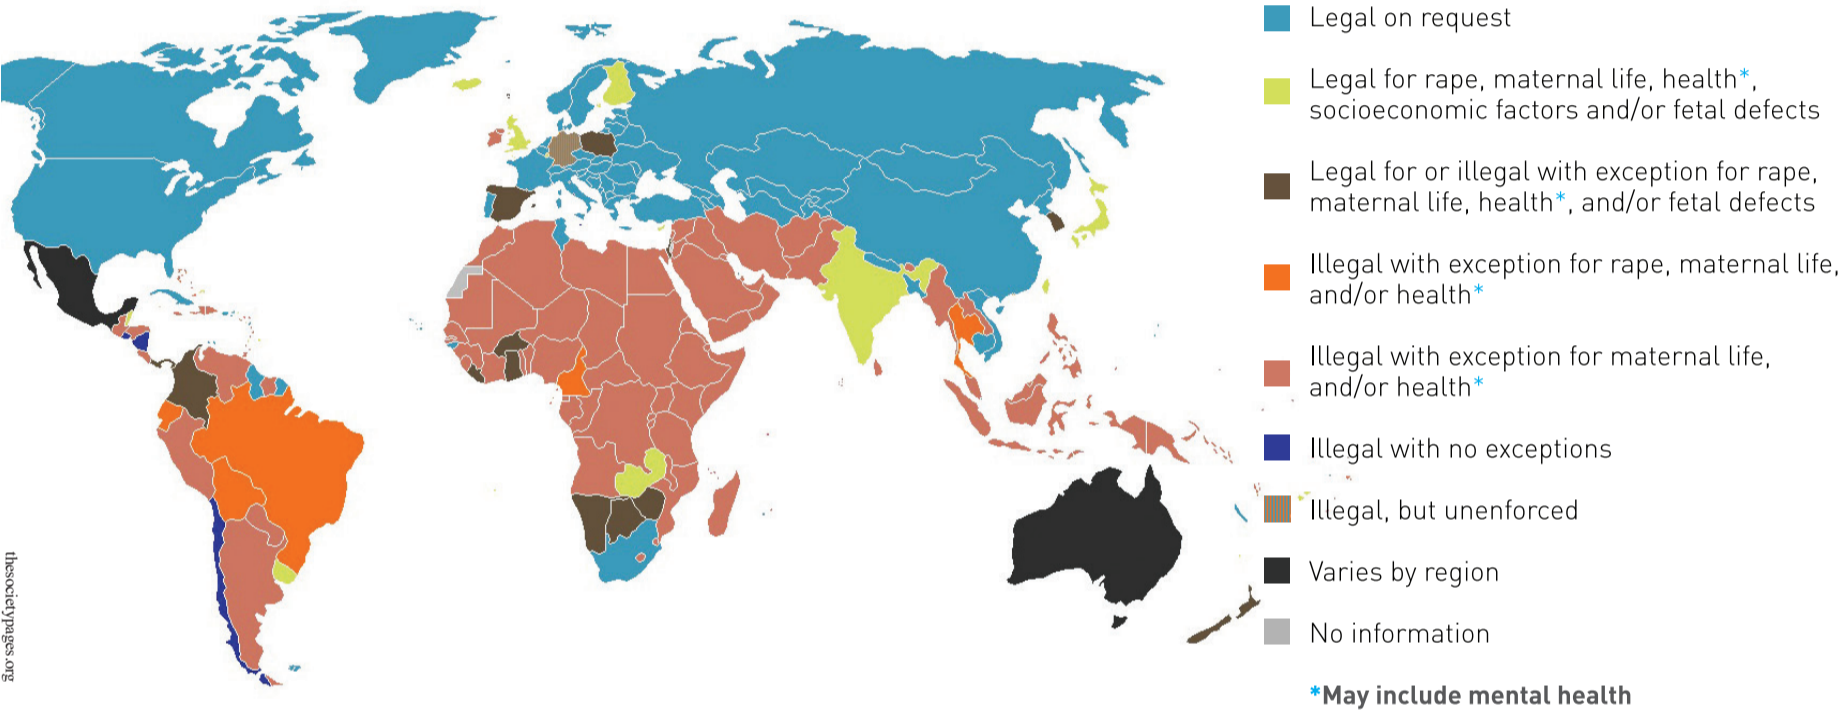 Legal on request
Legal for rape, maternal life, health*,
socioeconomic factors and/or fetal defects
Legal for or illegal with exception for rape,
maternal life, health*, and/or fetal defects
Illegal with exception for rape, maternal life,
and/or health*
Illegal with exception for maternal life,
and/or health*
Illegal with no exceptions
Illegal, but unenforced
Varies by region
No information
*May include mental health
thesocietypages.org